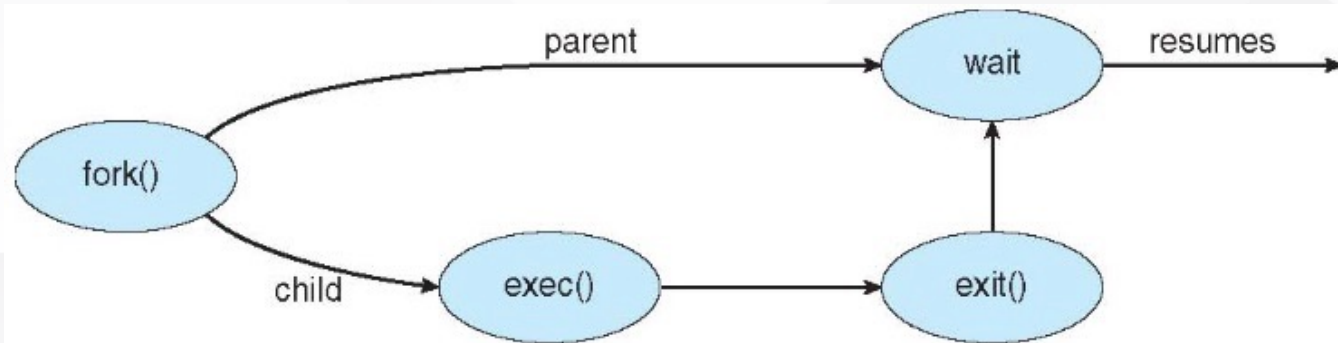 parent
wait
resumes
fork()
child
exec()
exit()